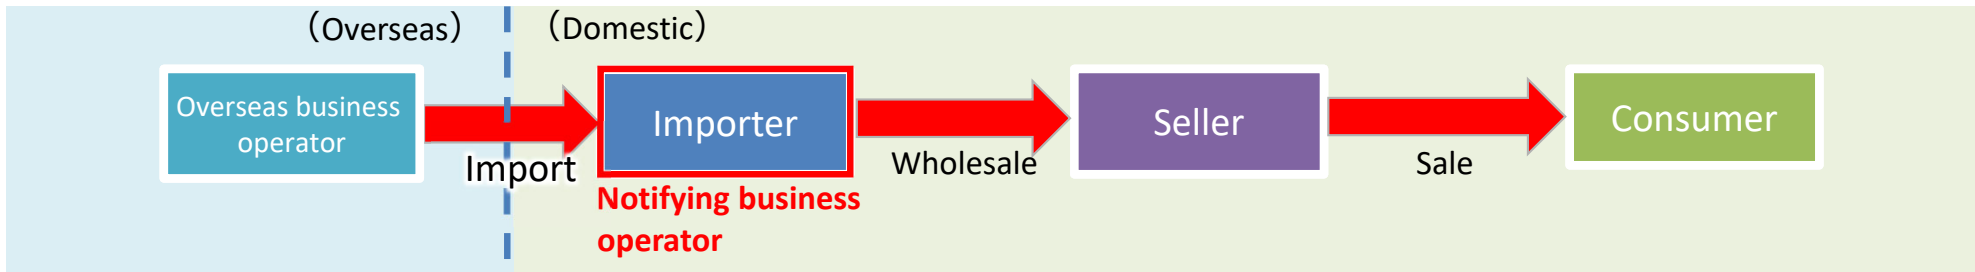 （Overseas）
（Domestic）
Overseas business
operator
Import
Importer
Notifying business
operator
Wholesale
Seller
Sale
Consumer